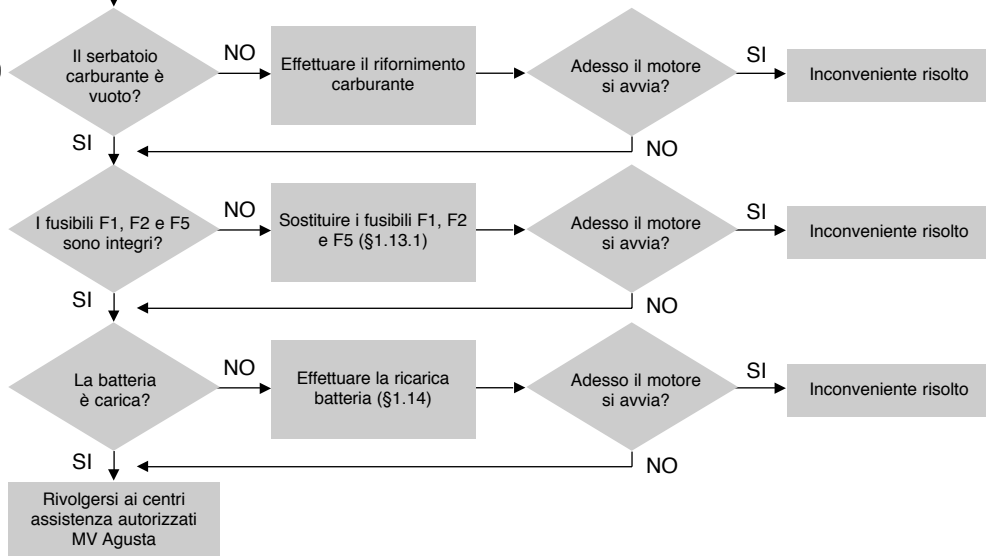 Il serbatoio
carburante è
vuoto?
NO
Effettuare il rifornimento
carburante
Adesso il motore
si avvia?
SI
Inconveniente risolto
SI
NO
I fusibili F1, F2 e F5
sono integri?
NO
Sostituire i fusibili F1, F2
e F5 (§1.13.1)
Adesso il motore
si avvia?
SI
Inconveniente risolto
SI
NO
La batteria
è carica?
NO
Effettuare la ricarica
batteria (§1.14)
Adesso il motore
si avvia?
SI
Inconveniente risolto
SI
NO
Rivolgersi ai centri
assistenza autorizzati
MV Agusta